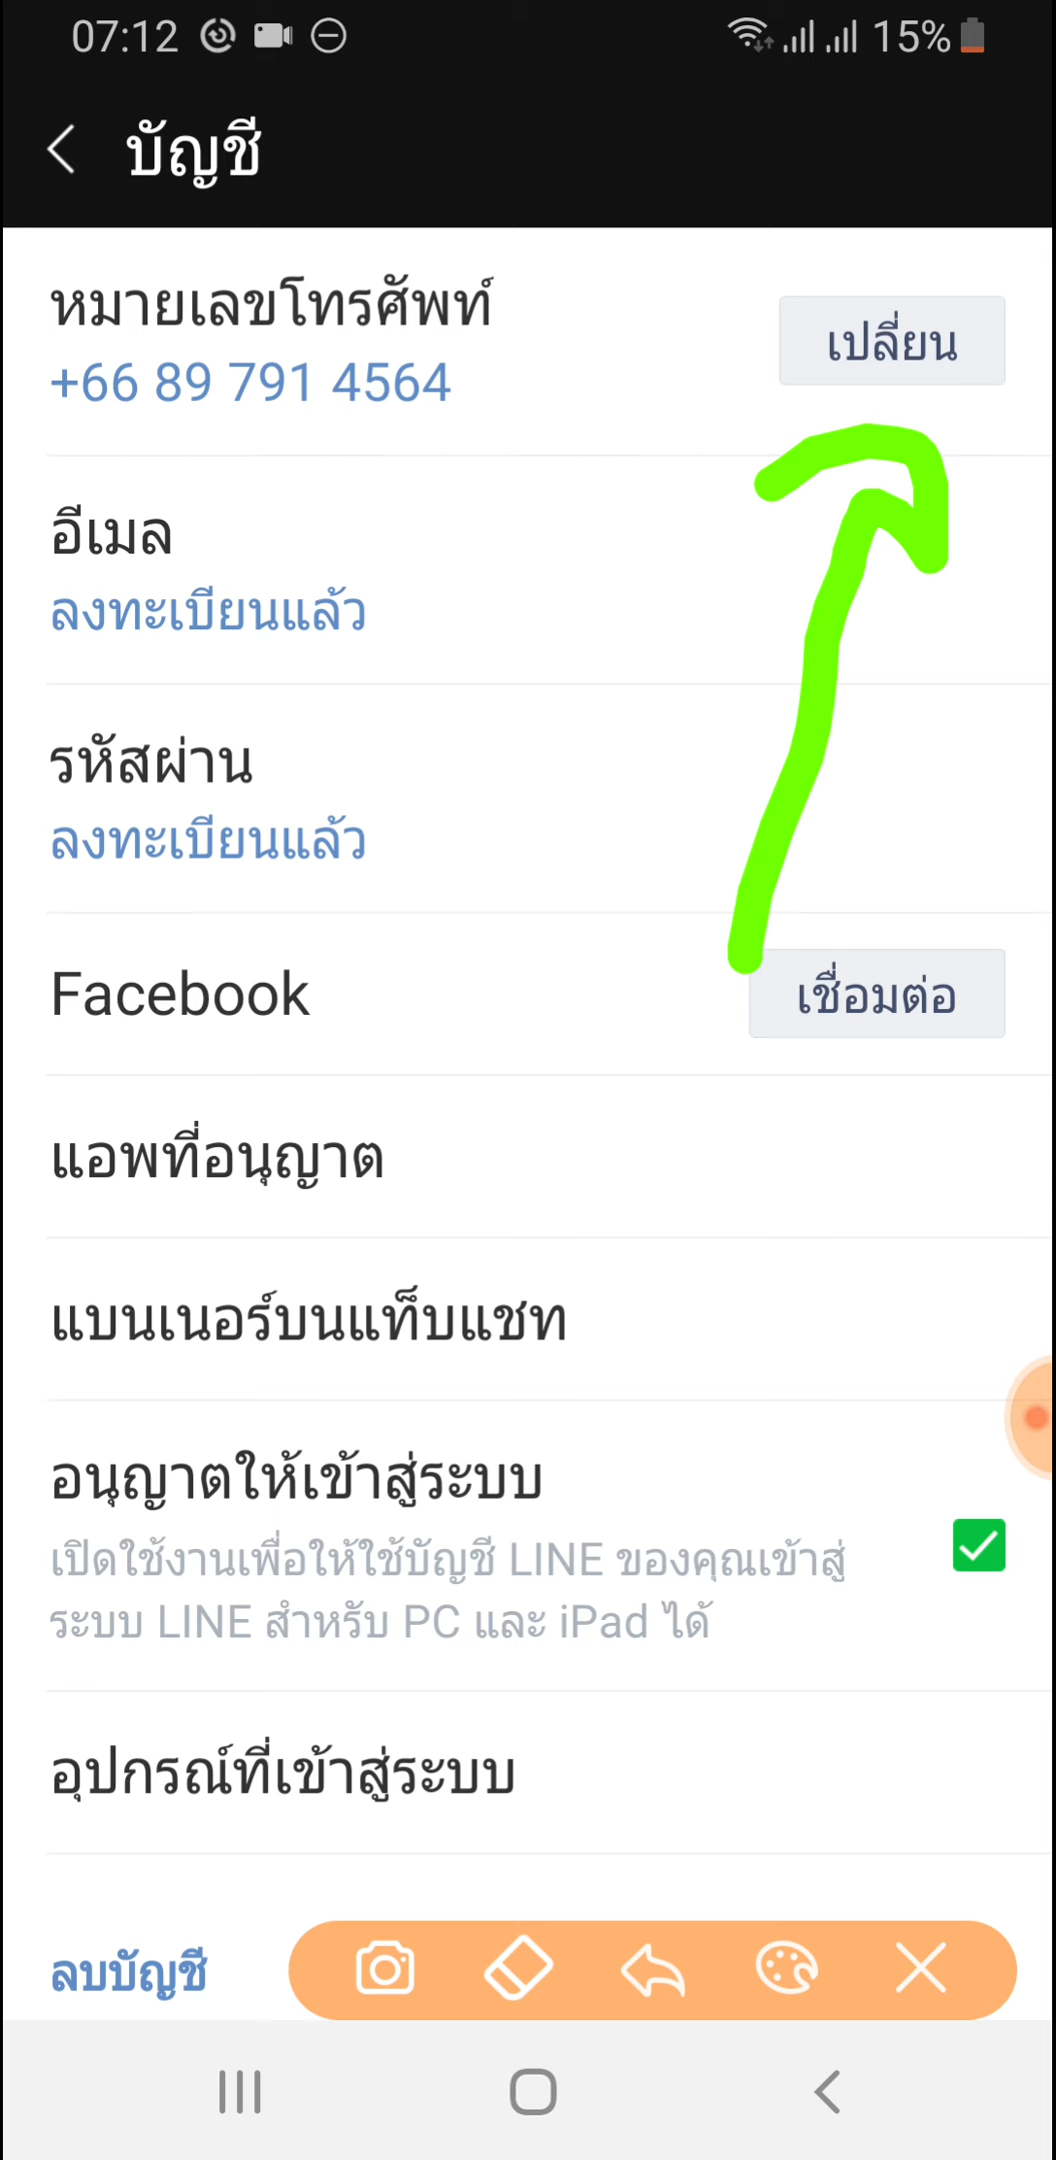 07:12
15%
บัญชี
หมายเลขโทรศัพท์
เปลี่ยน
+66 89 791 4564
อีเมล
ลงทะเบียนแล้ว
รหัสผ่าน
ลงทะเบียนแล้ว
Facebook
เชื่อมต่อ
แอพที่อนุญาต
แบนเนอร์บนแท็บแชท
อนุญาตให้เข้าสู่ระบบ
เปิดใช้งานเพื่อให้ใช้บัญชี LINE ของคุณเข้าสู่
ระบบ LINE สำหรับ PC และ iPad ได้
อุปกรณ์ที่เข้าสู่ระบบ
ลบบัญชี